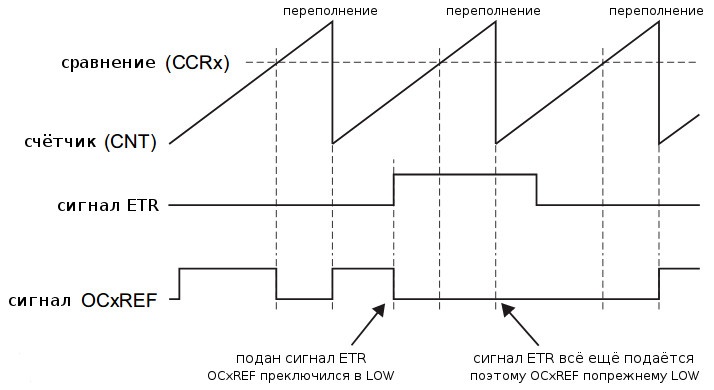 переполнение переполнение переполнение
сравнение (CCRx)
счётчик (CNT)
сигнал ETR
сигнал OCxREF
подан сигнал ETR
OCxREF преключился в LOW
сигнал ETR всё ещё подаётся
поэтому OCxREF попрежнему LOW